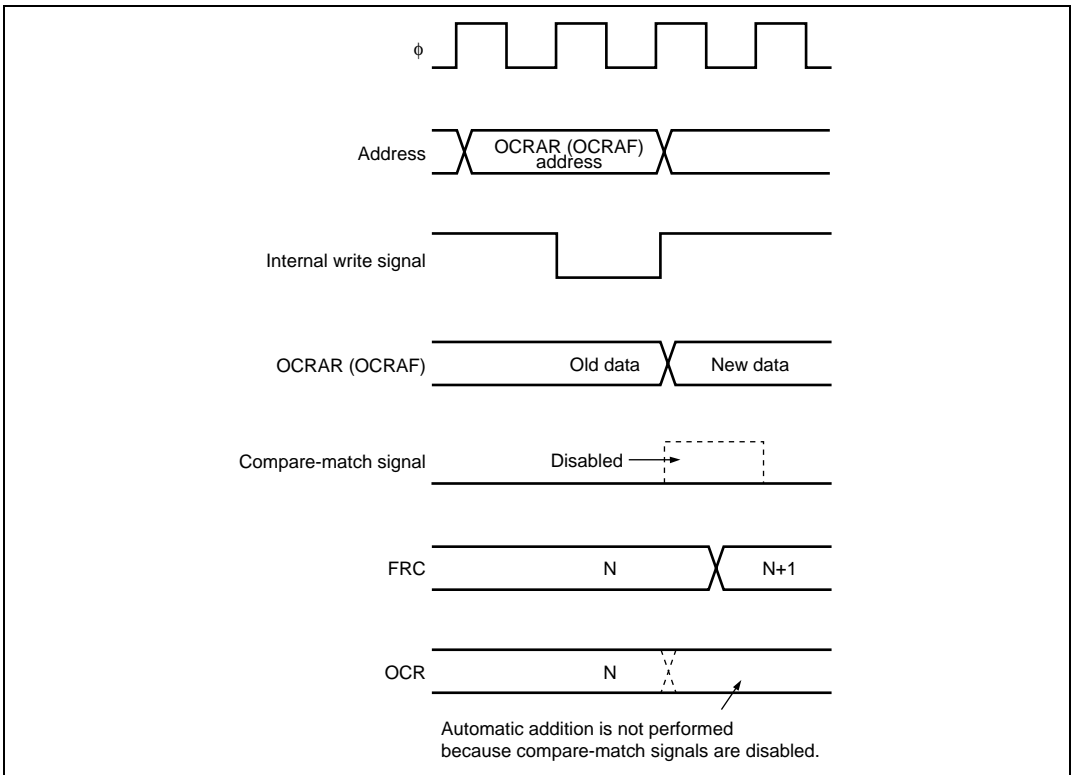 ϕ
Address
OCRAR (OCRAF)
address
Internal write signal
OCRAR (OCRAF)
Old data
New data
Compare-match signal
Disabled
FRC
N
N+1
OCR
N
Automatic addition is not performed
because compare-match signals are disabled.